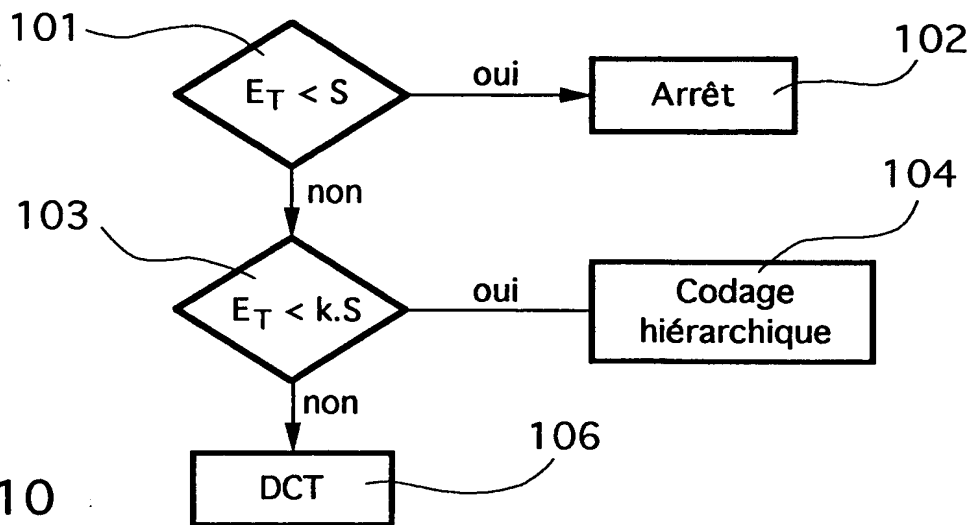 101
102
E_T < S
oui
Arrêt
non
103
104
E_T < k.S
oui
Codage
hiérarchique
non
106
DCT
10